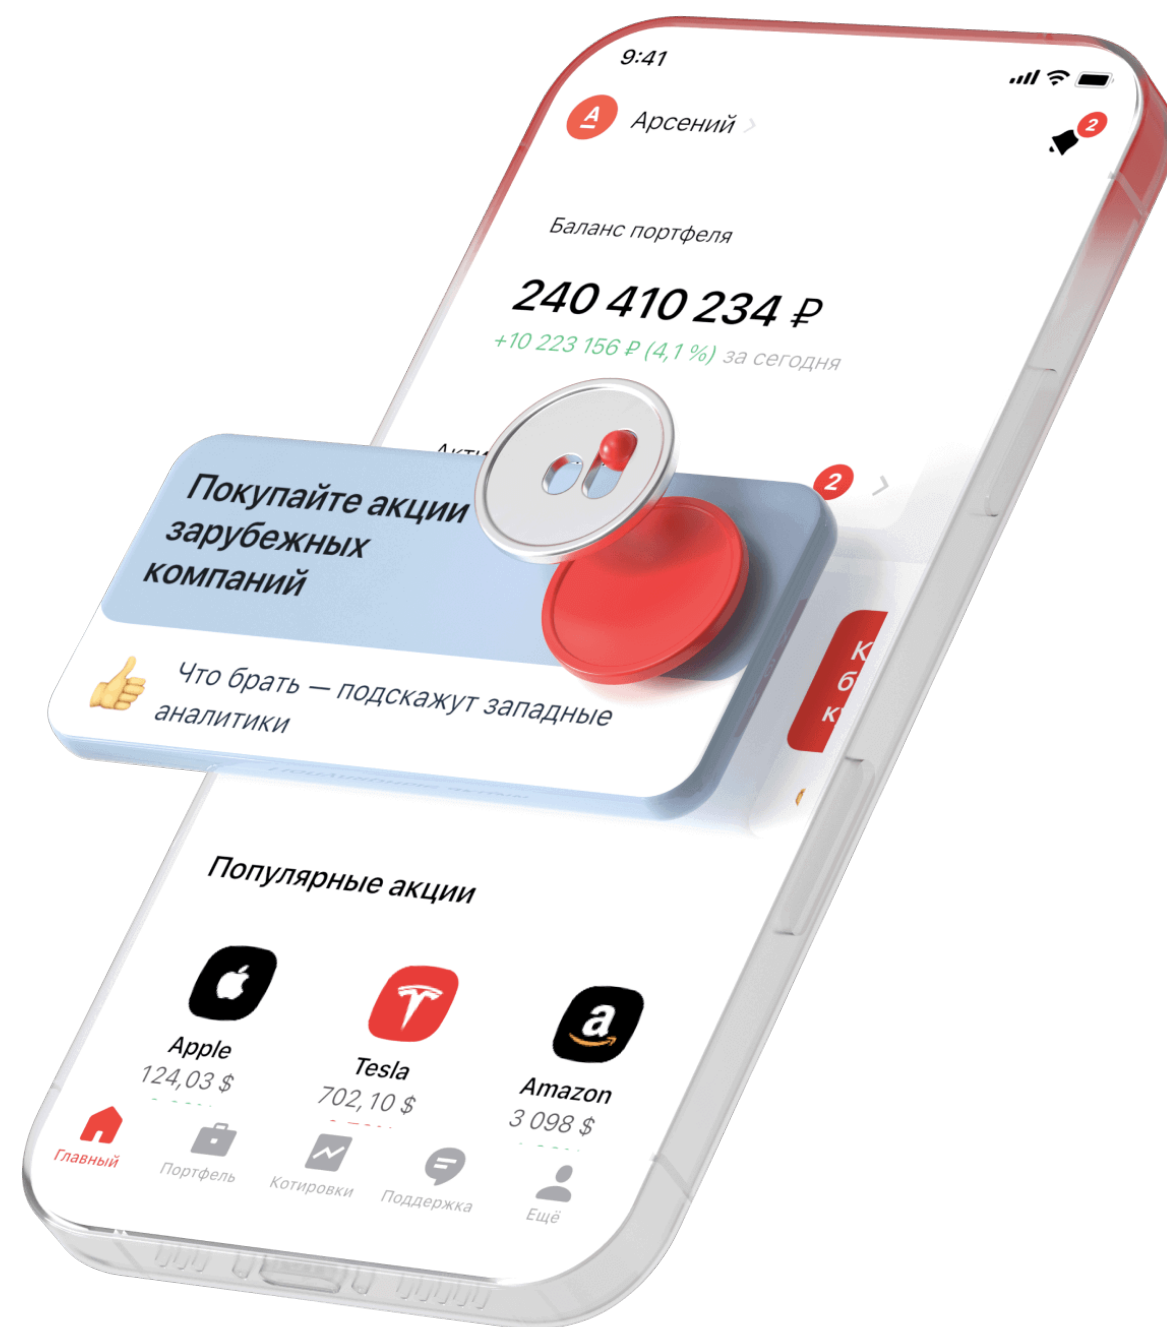 9:41
Арсений
2
Баланс портфеля
240 410 234 ₽
+10 223 156 ₽ (4,1 %) за сегодня
2
Покупайте акции
зарубежных
компаний
Что брать — подскажут западные
аналитики
Популярные акции
Apple
124,03 $
Tesla
702,10 $
Amazon
3 098 $
Главный
Портфель
Котировки
Поддержка
Ещё